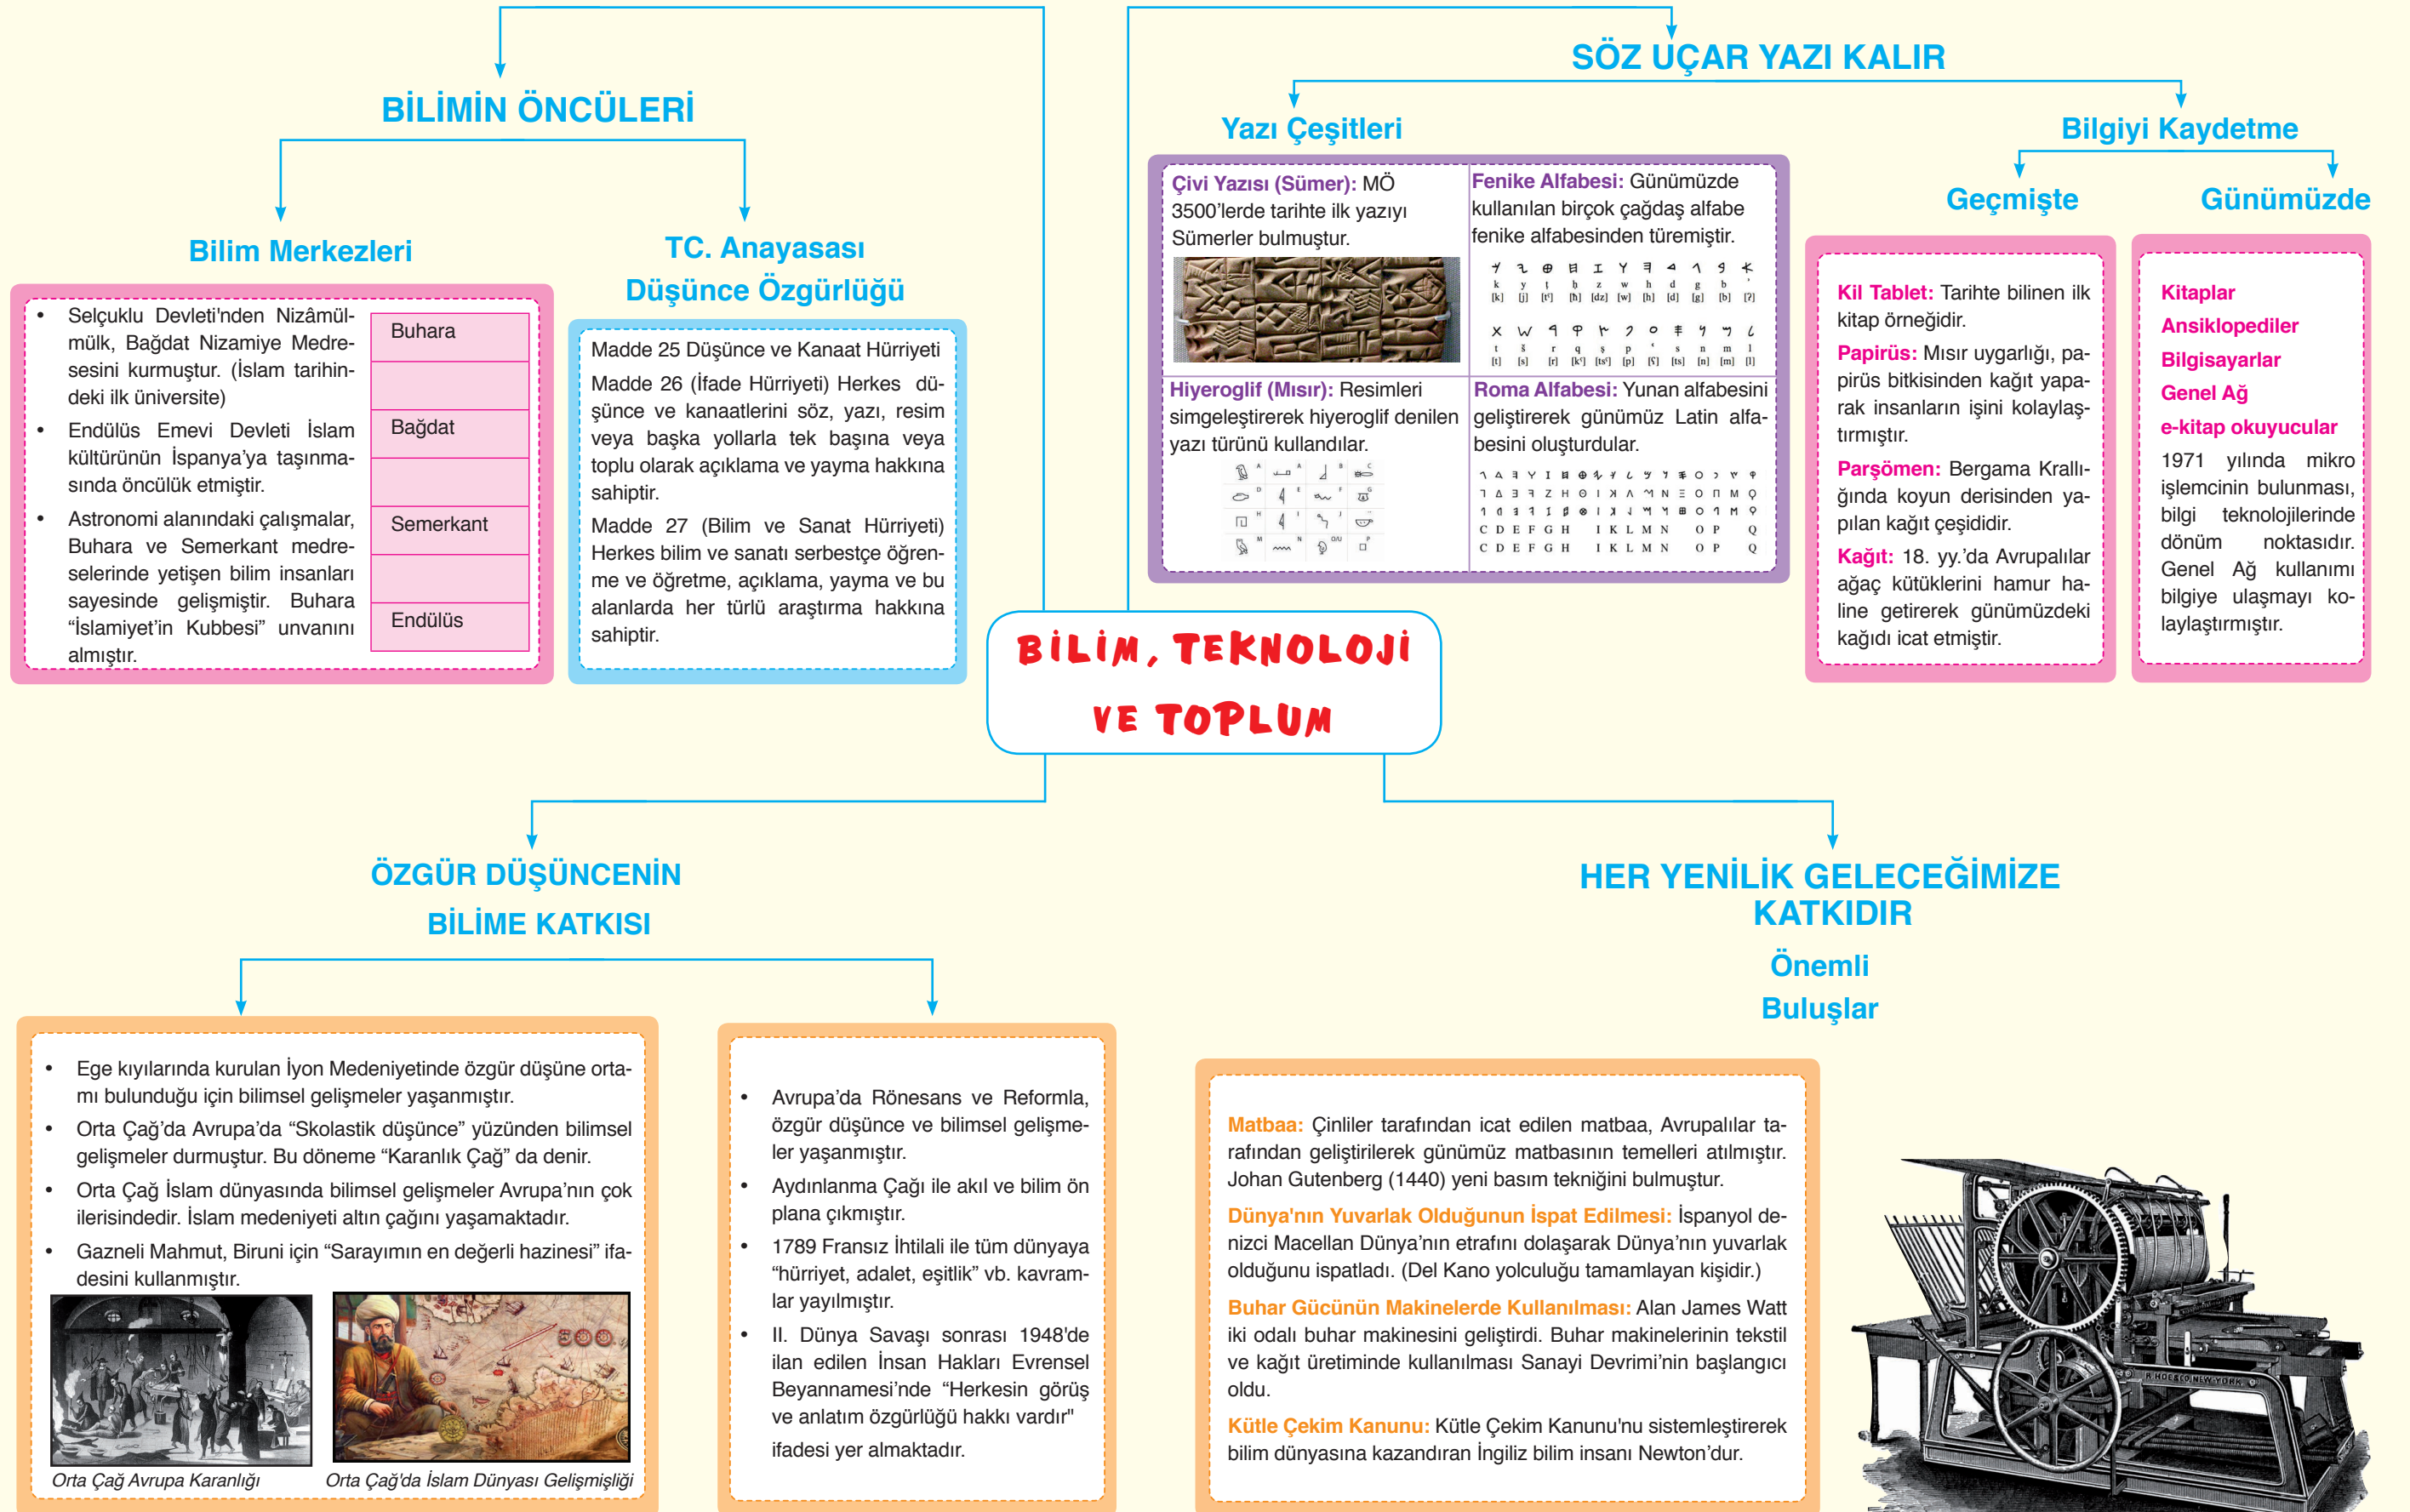 BİLİMİN ÖNCÜLERİ
Bilim Merkezleri
• Selçuklu Devleti'nden Nizâmül-
mülk, Bağdat Nizamiye Medre-
sesini kurmuştur. (İslam tarihin-
deki ilk üniversite)
• Endülüs Emevi Devleti İslam
kültürünün İspanya’ya taşınma-
sında öncülük etmiştir.
• Astronomi alanındaki çalışmalar,
Buhara ve Semerkant medre-
selerinde yetişen bilim insanları
sayesinde gelişmiştir. Buhara
“İslamiyet’in Kubbesi” unvanını
almıştır.
Buhara
Bağdat
Semerkant
Endülüs
TC. Anayasası
Düşünce Özgürlüğü
Madde 25 Düşünce ve Kanaat Hürriyeti
Madde 26 (İfade Hürriyeti) Herkes dü-
şünce ve kanaatlerini söz, yazı, resim
veya başka yollarla tek başına veya
toplu olarak açıklama ve yayma hakkına
sahiptir.
Madde 27 (Bilim ve Sanat Hürriyeti)
Herkes bilim ve sanatı serbestçe öğren-
me ve öğretme, açıklama, yayma ve bu
alanlarda her türlü araştırma hakkına
sahiptir.
SÖZ UÇAR YAZI KALIR
Yazı Çeşitleri
Çivi Yazısı (Sümer): MÖ
3500’lerde tarihte ilk yazıyı
Sümerler bulmuştur.
Fenike Alfabesi: Günümüzde
kullanılan birçok çağdaş alfabe
fenike alfabesinden türemiştir.
k y ṭ ḥ z w h d g b ʼ
[k] [j] [tˤ] [ħ] [dz] [w] [h] [d] [g] [b] [ʔ]
t š r q ṣ p ʻ s n m l
[t] [s] [r] [kˤ] [tsˤ] [p] [ʕ] [ts] [n] [m] [l]
Hiyeroglif (Mısır): Resimleri
simgeleştirerek hiyeroglif denilen
yazı türünü kullandılar.
A A B C
D E F G
H I J
M N O/U P
Roma Alfabesi: Yunan alfabesini
geliştirerek günümüz Latin alfa-
besini oluşturdular.
C D E F G H I K L M N O P Q
C D E F G H I K L M N O P Q
Bilgiyi Kaydetme
Geçmişte
Kil Tablet: Tarihte bilinen ilk
kitap örneğidir.
Papirüs: Mısır uygarlığı, pa-
pirüs bitkisinden kağıt yapa-
rak insanların işini kolaylaş-
tırmıştır.
Parşömen: Bergama Krallı-
ğında koyun derisinden ya-
pılan kağıt çeşididir.
Kağıt: 18. yy.’da Avrupalılar
ağaç kütüklerini hamur ha-
line getirerek günümüzdeki
kağıdı icat etmiştir.
Günümüzde
Kitaplar
Ansiklopediler
Bilgisayarlar
Genel Ağ
e-kitap okuyucular
1971 yılında mikro
işlemcinin bulunması,
bilgi teknolojilerinde
dönüm noktasıdır.
Genel Ağ kullanımı
bilgiye ulaşmayı ko-
laylaştırmıştır.
BİLİM, TEKNOLOJİ
VE TOPLUM
ÖZGÜR DÜŞÜNCENİN
BİLİME KATKISI
• Ege kıyılarında kurulan İyon Medeniyetinde özgür düşüne orta-
mı bulunduğu için bilimsel gelişmeler yaşanmıştır.
• Orta Çağ’da Avrupa’da “Skolastik düşünce” yüzünden bilimsel
gelişmeler durmuştur. Bu döneme “Karanlık Çağ” da denir.
• Orta Çağ İslam dünyasında bilimsel gelişmeler Avrupa’nın çok
ilerisindedir. İslam medeniyeti altın çağını yaşamaktadır.
• Gazneli Mahmut, Biruni için “Sarayımın en değerli hazinesi” ifa-
desini kullanmıştır.
Orta Çağ Avrupa Karanlığı
Orta Çağ'da İslam Dünyası Gelişmişliği
• Avrupa’da Rönesans ve Reformla,
özgür düşünce ve bilimsel gelişme-
ler yaşanmıştır.
• Aydınlanma Çağı ile akıl ve bilim ön
plana çıkmıştır.
• 1789 Fransız İhtilali ile tüm dünyaya
“hürriyet, adalet, eşitlik” vb. kavram-
lar yayılmıştır.
• II. Dünya Savaşı sonrası 1948'de
ilan edilen İnsan Hakları Evrensel
Beyannamesi’nde “Herkesin görüş
ve anlatım özgürlüğü hakkı vardır"
ifadesi yer almaktadır.
HER YENİLİK GELECEĞİMİZE
KATKIDIR
Önemli
Buluşlar
Matbaa: Çinliler tarafından icat edilen matbaa, Avrupalılar ta-
rafından geliştirilerek günümüz matbasının temelleri atılmıştır.
Johan Gutenberg (1440) yeni basım tekniğini bulmuştur.
Dünya'nın Yuvarlak Olduğunun İspat Edilmesi: İspanyol de-
nizci Macellan Dünya’nın etrafını dolaşarak Dünya’nın yuvarlak
olduğunu ispatladı. (Del Kano yolculuğu tamamlayan kişidir.)
Buhar Gücünün Makinelerde Kullanılması: Alan James Watt
iki odalı buhar makinesini geliştirdi. Buhar makinelerinin tekstil
ve kağıt üretiminde kullanılması Sanayi Devrimi’nin başlangıcı
oldu.
Kütle Çekim Kanunu: Kütle Çekim Kanunu'nu sistemleştirerek
bilim dünyasına kazandıran İngiliz bilim insanı Newton’dur.
R. HOE & CO. NEW-YORK.